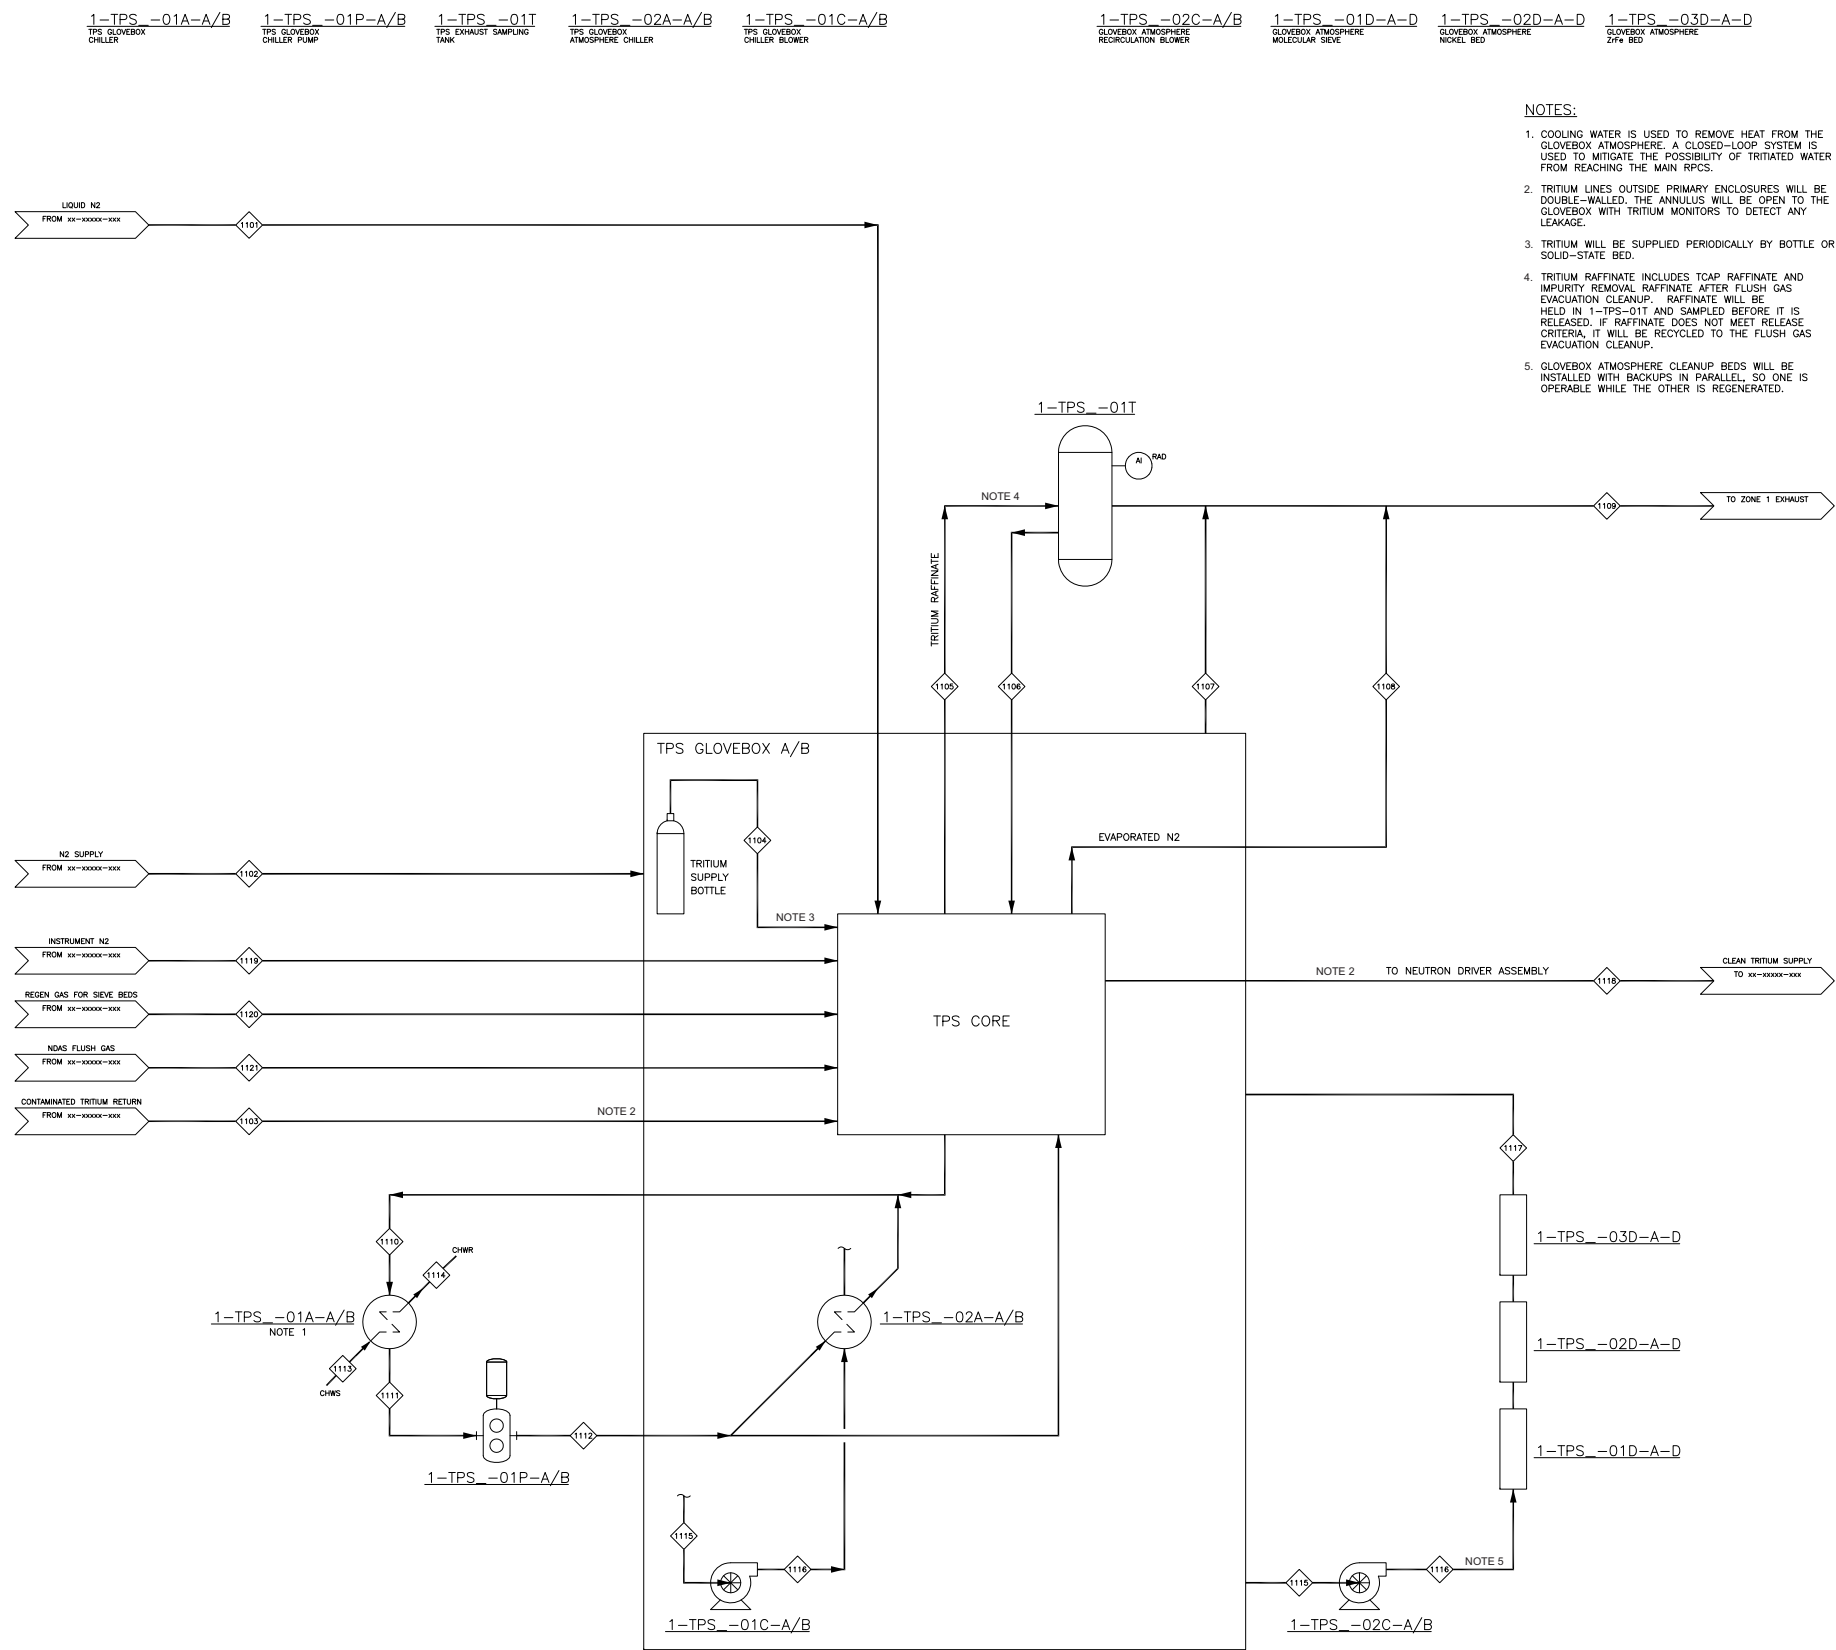 1-TPS_-01A-A/B
TPS GLOVEBOX
CHILLER
1-TPS_-01P-A/B
TPS GLOVEBOX
CHILLER PUMP
1-TPS_-01T
TPS EXHAUST SAMPLING
TANK
1-TPS_-02A-A/B
TPS GLOVEBOX
ATMOSPHERE CHILLER
1-TPS_-01C-A/B
TPS GLOVEBOX
CHILLER BLOWER
1-TPS_-02C-A/B
GLOVEBOX ATMOSPHERE
RECIRCULATION BLOWER
1-TPS_-01D-A-D
GLOVEBOX ATMOSPHERE
MOLECULAR SIEVE
1-TPS_-02D-A-D
GLOVEBOX ATMOSPHERE
NICKEL BED
1-TPS_-03D-A-D
GLOVEBOX ATMOSPHERE
ZrFe BED
NOTES:
1. COOLING WATER IS USED TO REMOVE HEAT FROM THE
GLOVEBOX ATMOSPHERE. A CLOSED-LOOP SYSTEM IS
USED TO MITIGATE THE POSSIBILITY OF TRITIATED WATER
FROM REACHING THE MAIN RPCS.
2. TRITIUM LINES OUTSIDE PRIMARY ENCLOSURES WILL BE
DOUBLE-WALLED. THE ANNULUS WILL BE OPEN TO THE
GLOVEBOX WITH TRITIUM MONITORS TO DETECT ANY
LEAKAGE.
3. TRITIUM WILL BE SUPPLIED PERIODICALLY BY BOTTLE OR
SOLID-STATE BED.
4. TRITIUM RAFFINATE INCLUDES TCAP RAFFINATE AND
IMPURITY REMOVAL RAFFINATE AFTER FLUSH GAS
EVACUATION CLEANUP. RAFFINATE WILL BE
HELD IN 1-TPS-01T AND SAMPLED BEFORE IT IS
RELEASED. IF RAFFINATE DOES NOT MEET RELEASE
CRITERIA, IT WILL BE RECYCLED TO THE FLUSH GAS
EVACUATION CLEANUP.
5. GLOVEBOX ATMOSPHERE CLEANUP BEDS WILL BE
INSTALLED WITH BACKUPS IN PARALLEL, SO ONE IS
OPERABLE WHILE THE OTHER IS REGENERATED.
LIQUID N2
FROM xx-xxxxx-xxx
1101
1-TPS_-01T
AI
RAD
NOTE 4
TRITIUM RAFFINATE
1109
TO ZONE 1 EXHAUST
1105
1106
1107
1108
TPS GLOVEBOX A/B
1104
TRITIUM
SUPPLY
BOTTLE
NOTE 3
EVAPORATED N2
N2 SUPPLY
FROM xx-xxxxx-xxx
1102
INSTRUMENT N2
FROM xx-xxxxx-xxx
1119
REGEN GAS FOR SIEVE BEDS
FROM xx-xxxxx-xxx
1120
NDAS FLUSH GAS
FROM xx-xxxxx-xxx
1121
CONTAMINATED TRITIUM RETURN
FROM xx-xxxxx-xxx
1103
NOTE 2
TPS CORE
NOTE 2
TO NEUTRON DRIVER ASSEMBLY
1118
CLEAN TRITIUM SUPPLY
TO xx-xxxxx-xxx
1117
1-TPS_-03D-A-D
1-TPS_-02D-A-D
1-TPS_-01D-A-D
1110
CHWR
1114
1-TPS_-01A-A/B
NOTE 1
1113
CHWS
1111
1112
1-TPS_-01P-A/B
1-TPS_-02A-A/B
1115
1116
1-TPS_-01C-A/B
1115
1116
NOTE 5
1-TPS_-02C-A/B